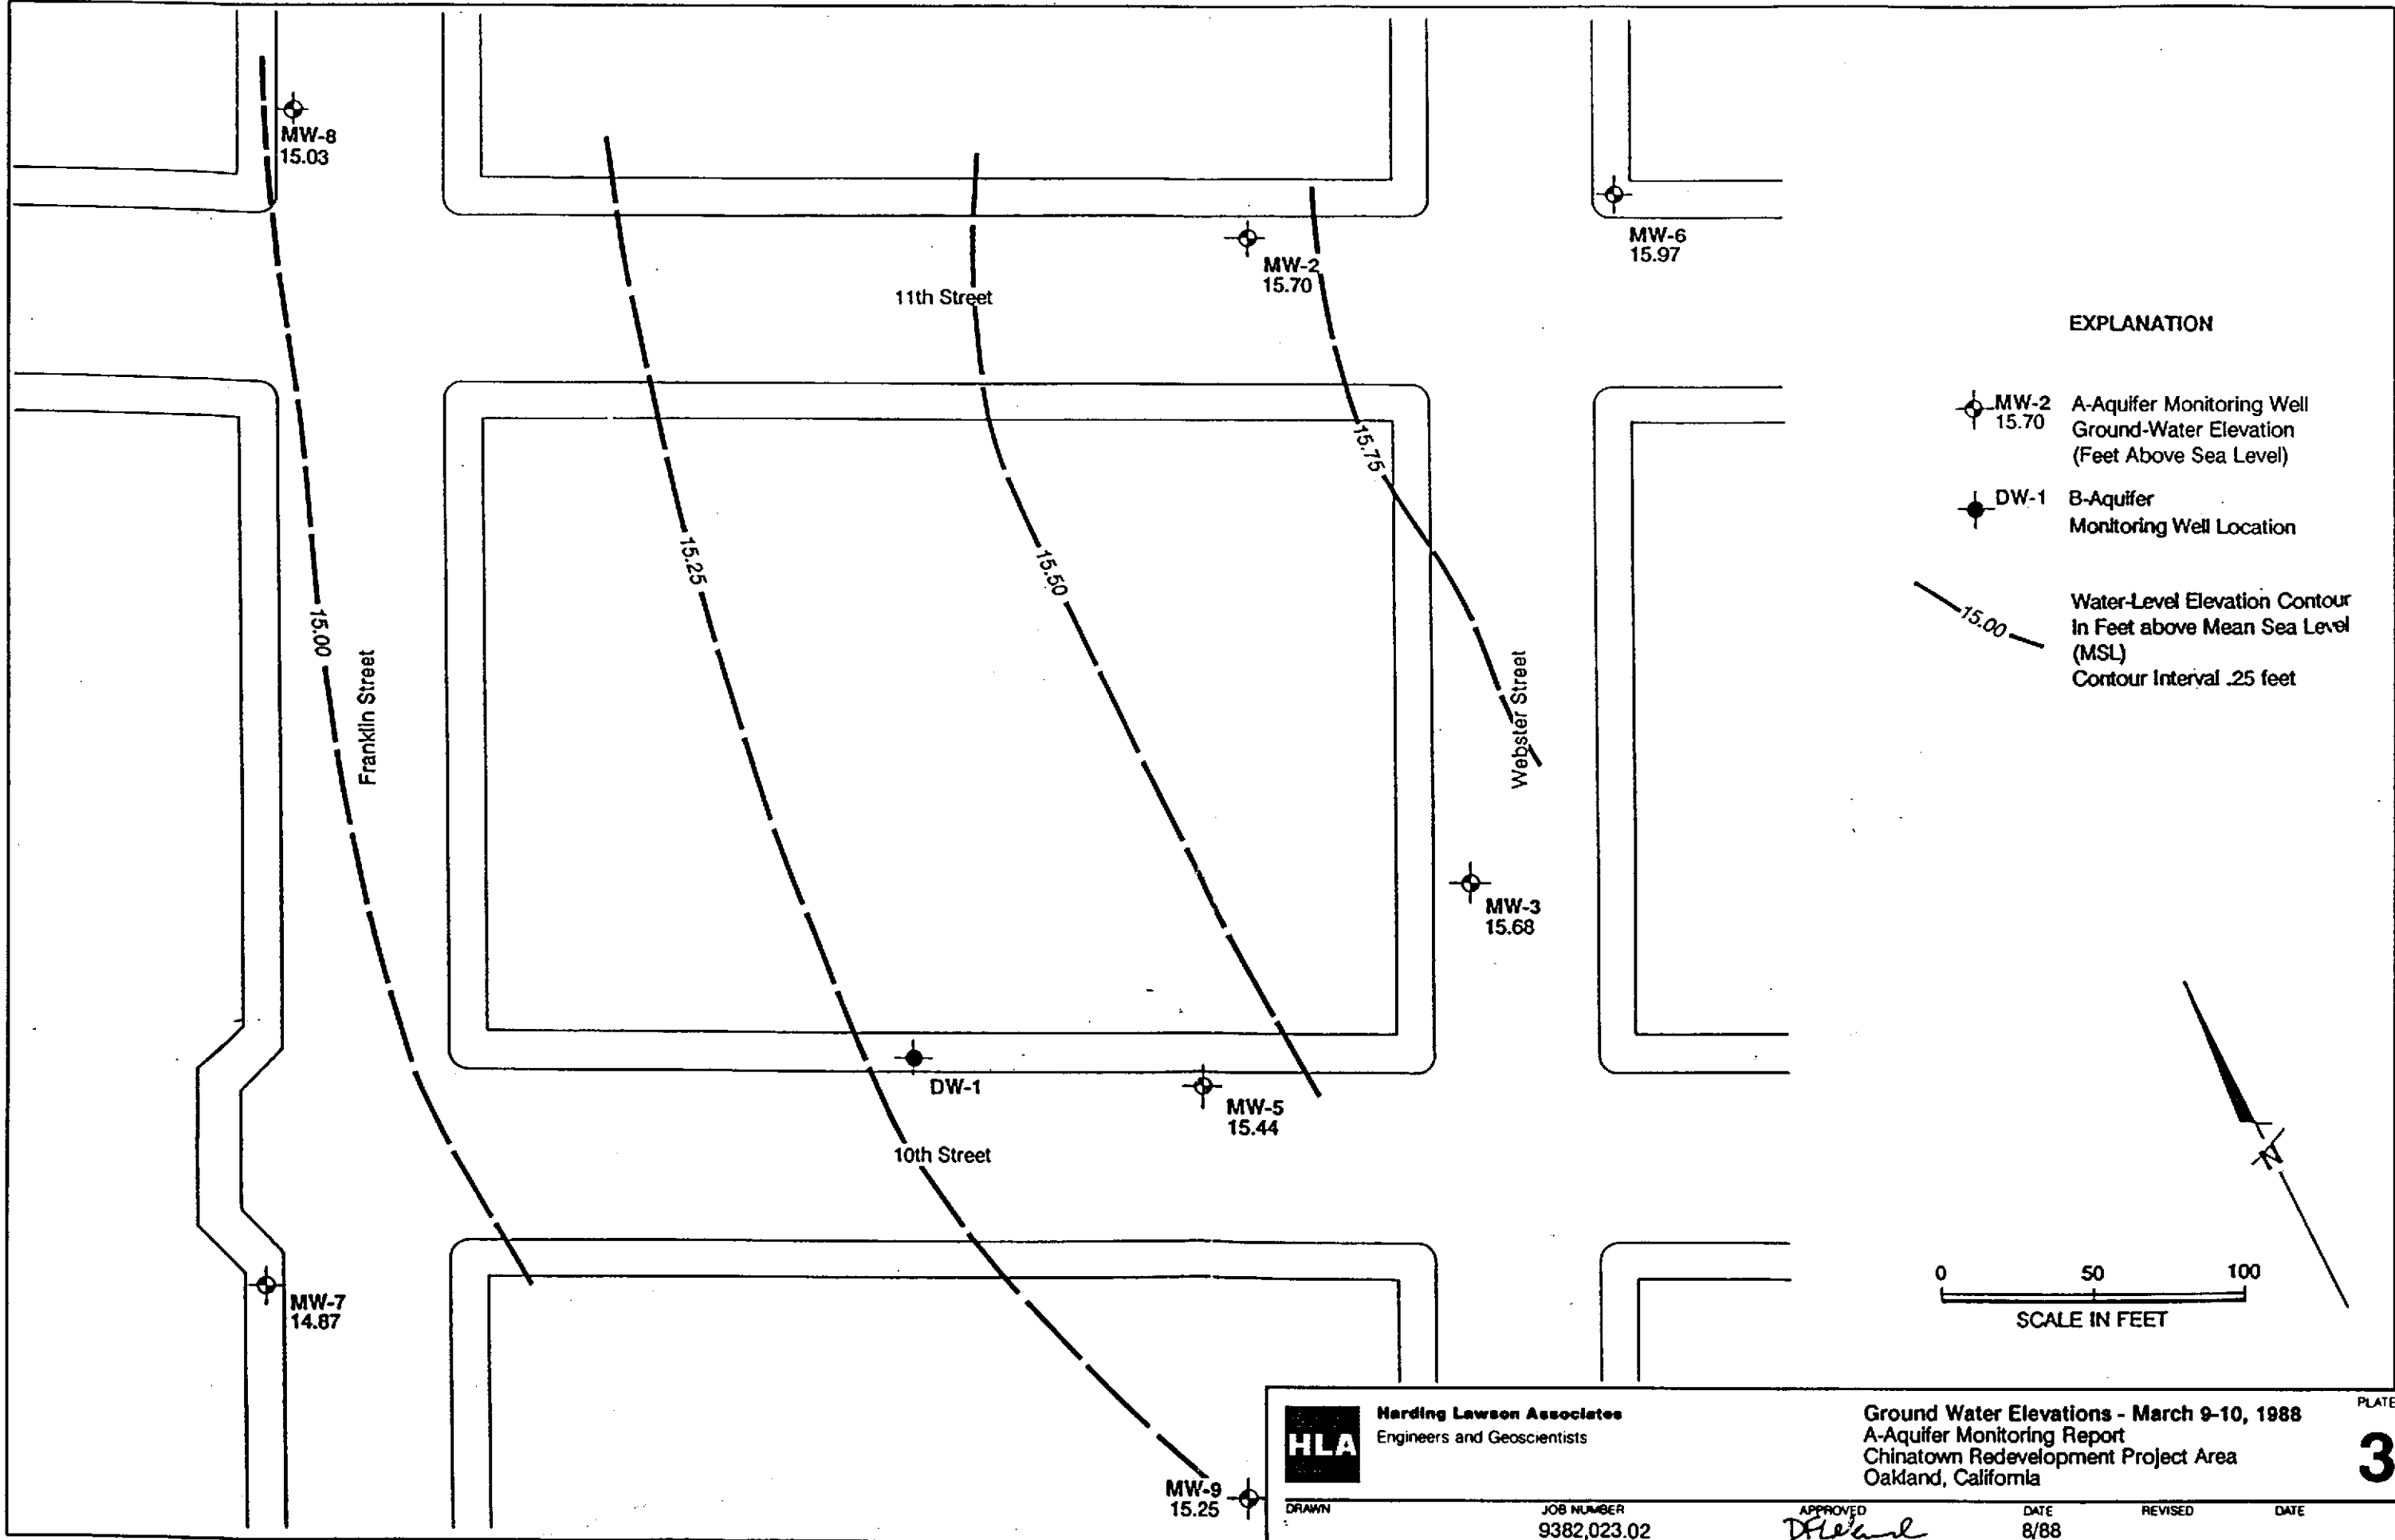 MW-8
15.03
MW-2
15.70
MW-6
15.97
11th Street
EXPLANATION
MW-2
15.70
A-Aquifer Monitoring Well
Ground-Water Elevation
(Feet Above Sea Level)
DW-1
B-Aquifer
Monitoring Well Location
15.00
Water-Level Elevation Contour
In Feet above Mean Sea Level
(MSL)
Contour Interval .25 feet
15.75
15.25
15.50
15.00
Franklin Street
Webster Street
MW-3
15.68
DW-1
MW-5
15.44
10th Street
N
MW-7
14.87
0 50 100
SCALE IN FEET
MW-9
15.25
HLA
Harding Lawson Associates
Engineers and Geoscientists
Ground Water Elevations - March 9-10, 1988
A-Aquifer Monitoring Report
Chinatown Redevelopment Project Area
Oakland, California
PLATE
3
DRAWN
JOB NUMBER
9382,023.02
APPROVED
DATE
8/88
REVISED
DATE